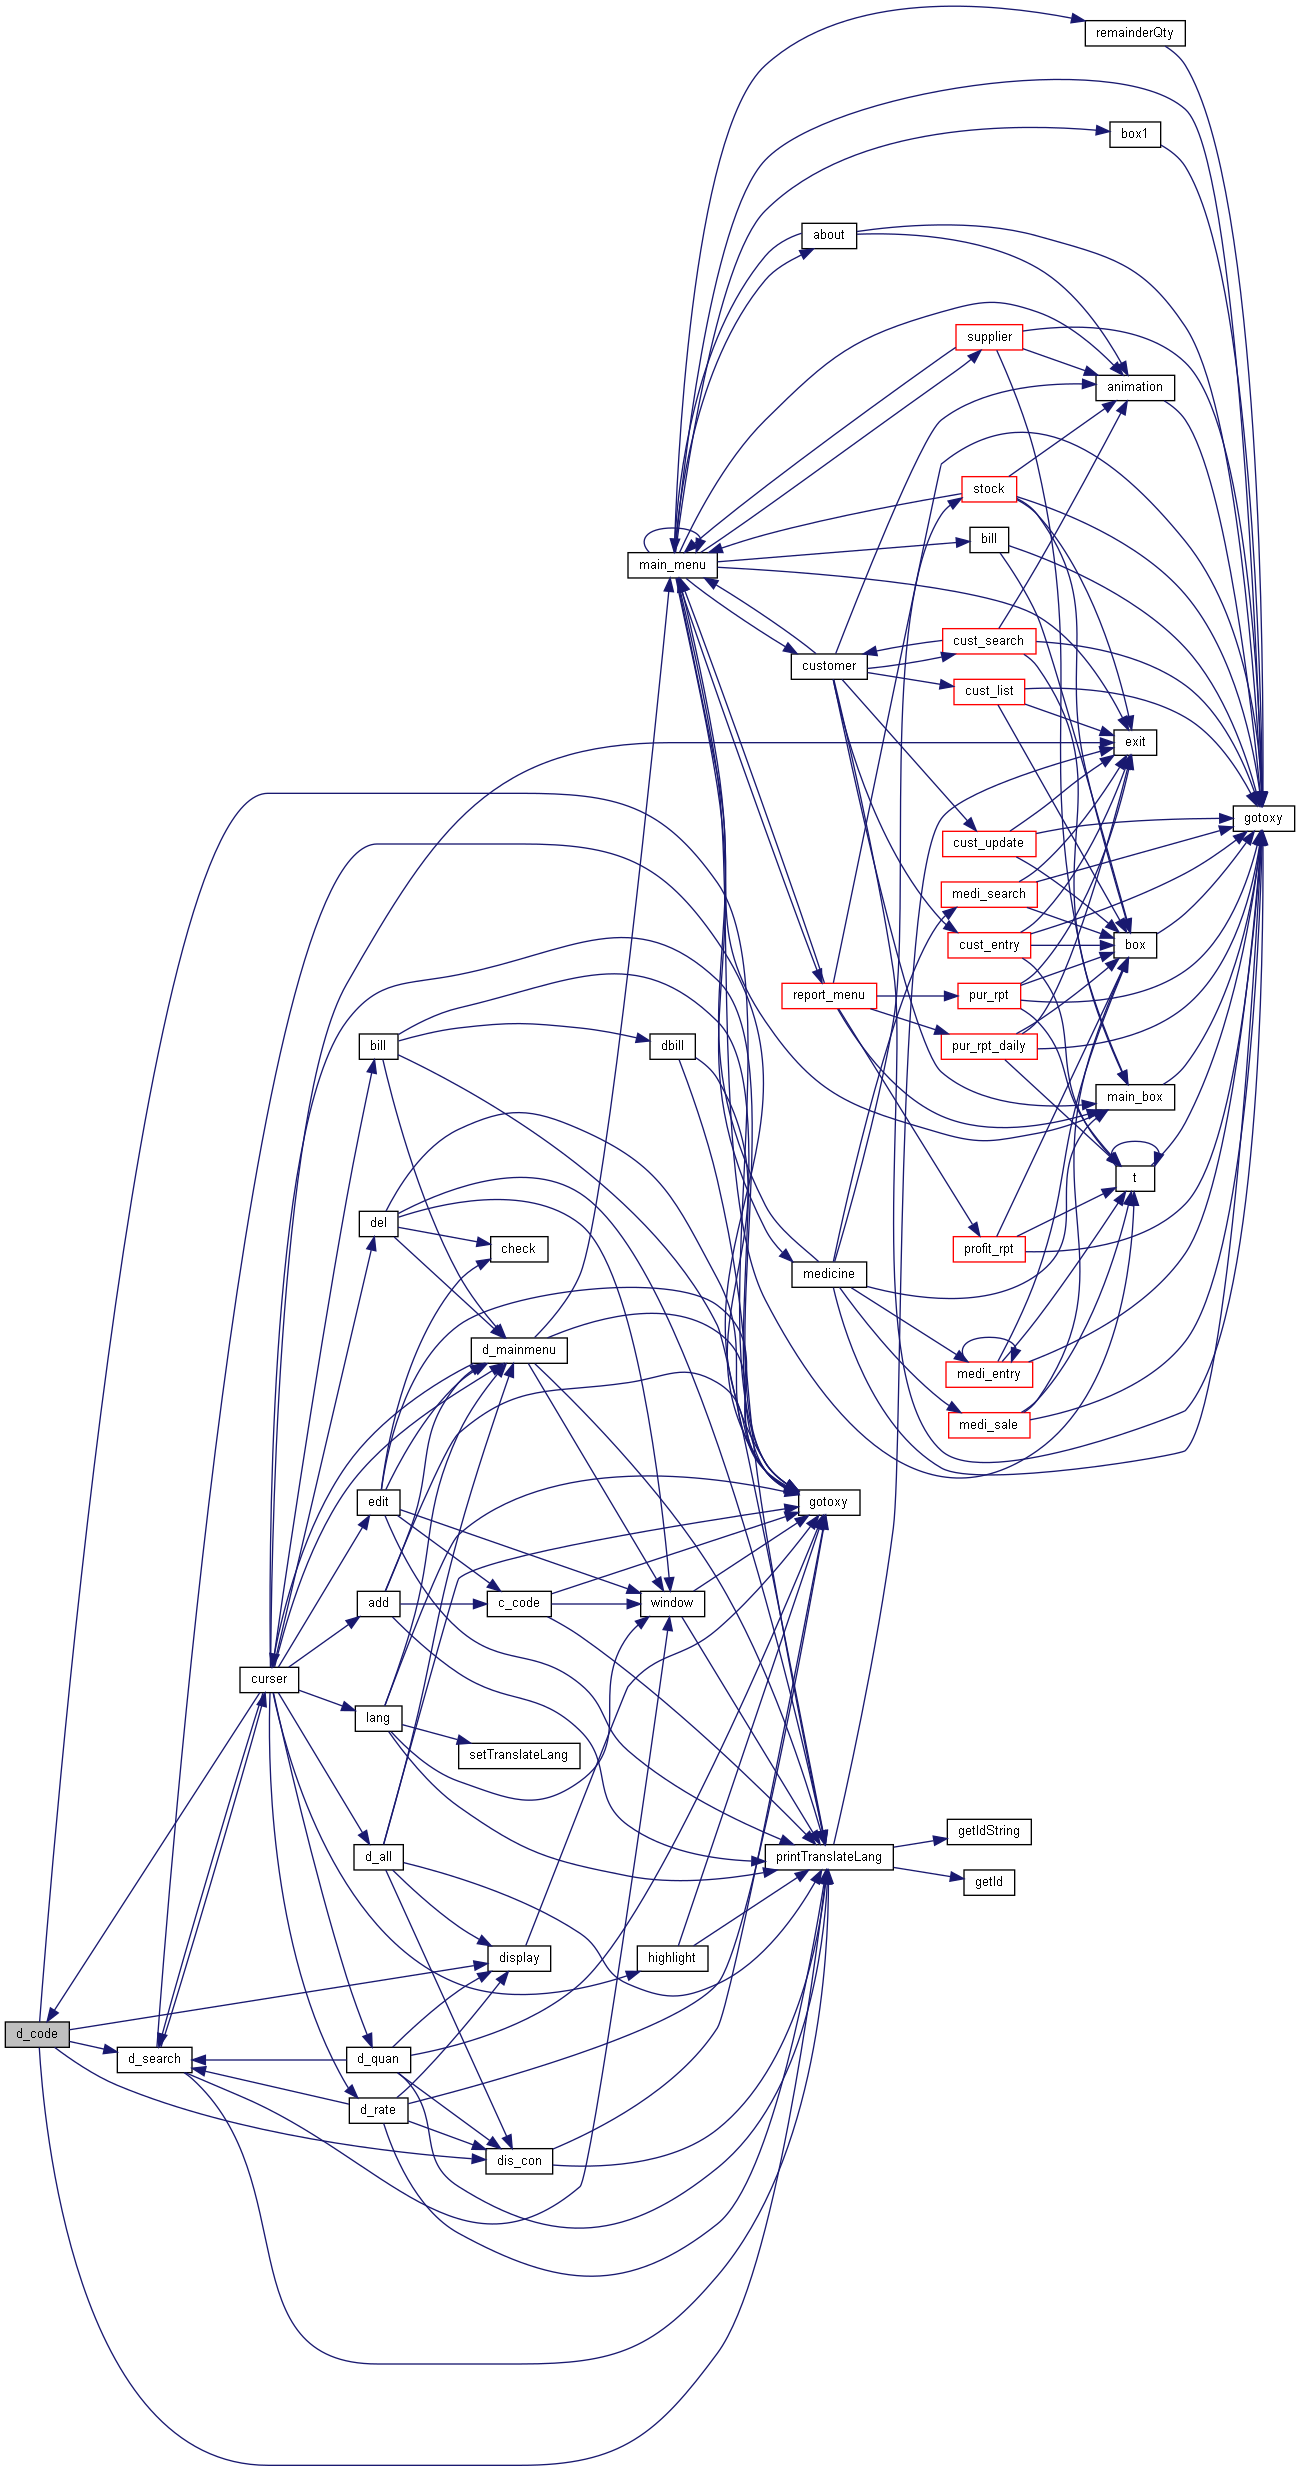 remainderQty
box1
about
supplier
animation
stock
bill
main_menu
cust_search
customer
cust_list
exit
gotoxy
cust_update
medi_search
cust_entry
box
report_menu
pur_rpt
bill
dbill
pur_rpt_daily
main_box
t
del
check
profit_rpt
medicine
d_mainmenu
medi_entry
medi_sale
edit
gotoxy
add
c_code
window
curser
lang
setTranslateLang
getIdString
d_all
printTranslateLang
getId
display
highlight
d_code
d_search
d_quan
d_rate
dis_con